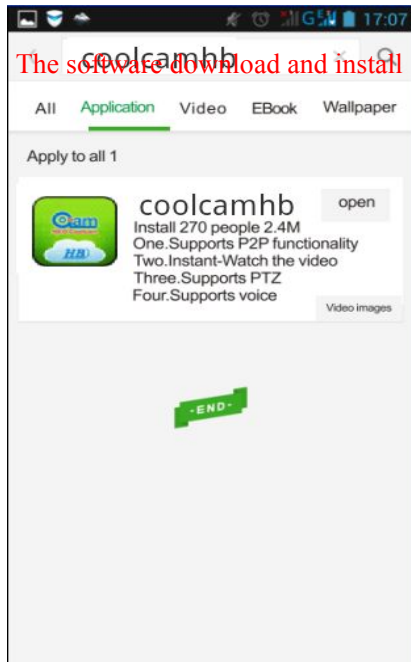 G 17:07
coolcamhb
The software download and install
All Application Video EBook Wallpaper
Apply to all 1
coolcamhb
open
Install 270 people 2.4M
One.Supports P2P functionality
Two.Instant-Watch the video
Three.Supports PTZ
Four.Supports voice
Video images
Cam
HB
-END-